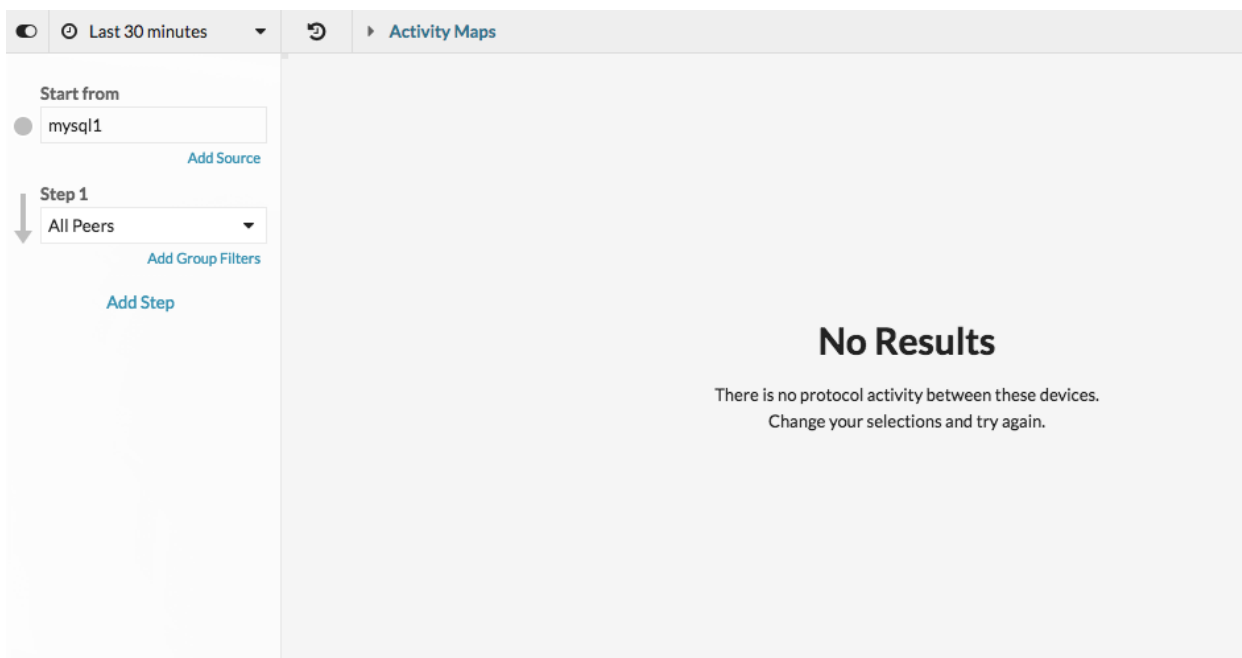 Last 30 minutes
Activity Maps
Start from
mysql1
Add Source
Step 1
All Peers
Add Group Filters
Add Step
No Results
There is no protocol activity between these devices.
Change your selections and try again.